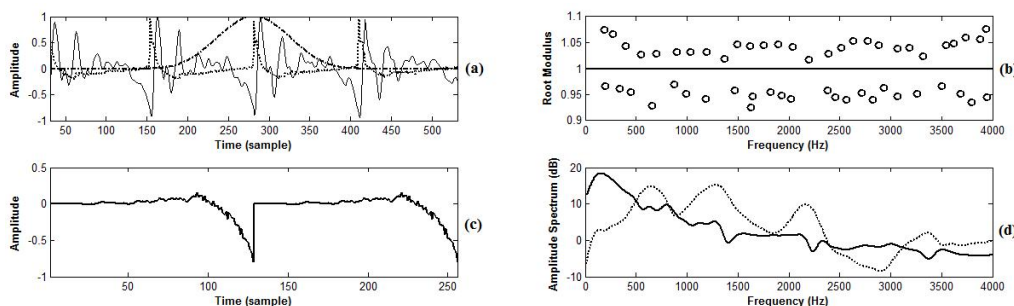 1
0.5
0
-0.5
-1
Amplitude
50 100 150 200 250 300 350 400 450 500
Time (sample)
(a)
1.1
1.05
1
0.95
0.9
Root Modulus
0 500 1000 1500 2000 2500 3000 3500 4000
Frequency (Hz)
(b)
0.5
0
-0.5
-1
Amplitude
50 100 150 200 250
Time (sample)
(c)
20
10
0
-10
Amplitude Spectrum (dB)
0 500 1000 1500 2000 2500 3000 3500 4000
Frequency (Hz)
(d)